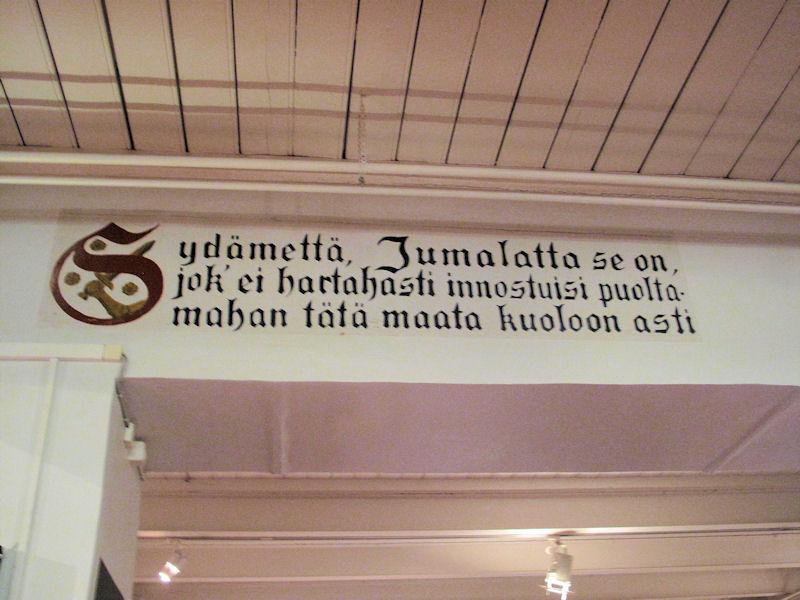 Sydämettä, Jumalatta se on,
jok' ei hartahasti innostuisi puolta-
mahan tätä maata kuoloon asti